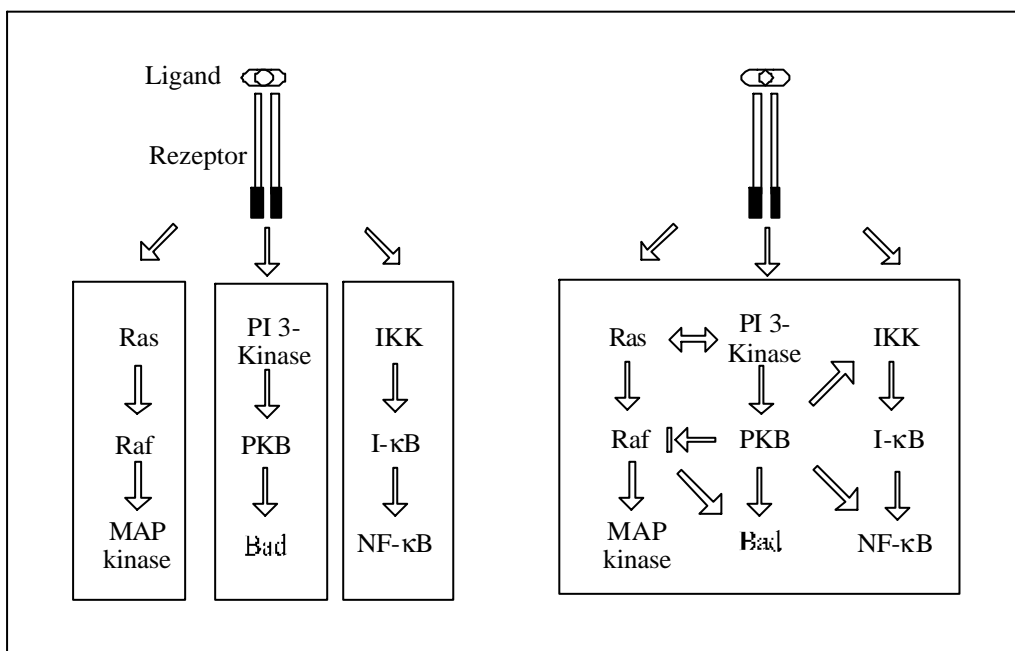 Ligand
Rezeptor
Ras
Raf
MAP
kinase
PI 3-
Kinase
PKB
Bad
IKK
I-κB
NF-κB
Ras
Raf
MAP
kinase
PI 3-
Kinase
PKB
Bad
IKK
I-κB
NF-κB